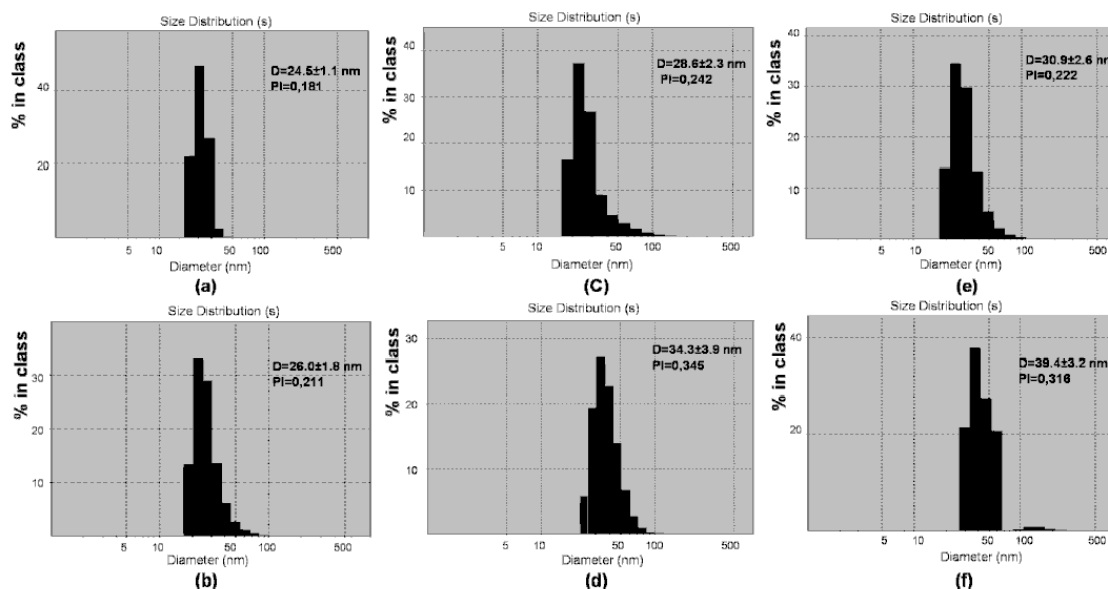 Size Distribution (s)
% in class
40
20
D=24.5±1.1 nm
PI=0,181
5 10 50 100 500
Diameter (nm)
(a)
Size Distribution (s)
% in class
40
30
20
10
D=28.6±2.3 nm
PI=0,242
5 10 50 100 500
Diameter (nm)
(C)
Size Distribution (s)
% in class
40
30
20
10
D=30.9±2.6 nm
PI=0,222
5 10 50 100 500
Diameter (nm)
(e)
Size Distribution (s)
% in class
30
20
10
D=26.0±1.8 nm
PI=0,211
5 10 50 100 500
Diameter (nm)
(b)
Size Distribution (s)
% in class
30
20
10
D=34.3±3.9 nm
PI=0,345
5 10 50 100 500
Diameter (nm)
(d)
Size Distribution (s)
% in class
40
20
D=39.4±3.2 nm
PI=0,316
5 10 50 100 500
Diameter (nm)
(f)